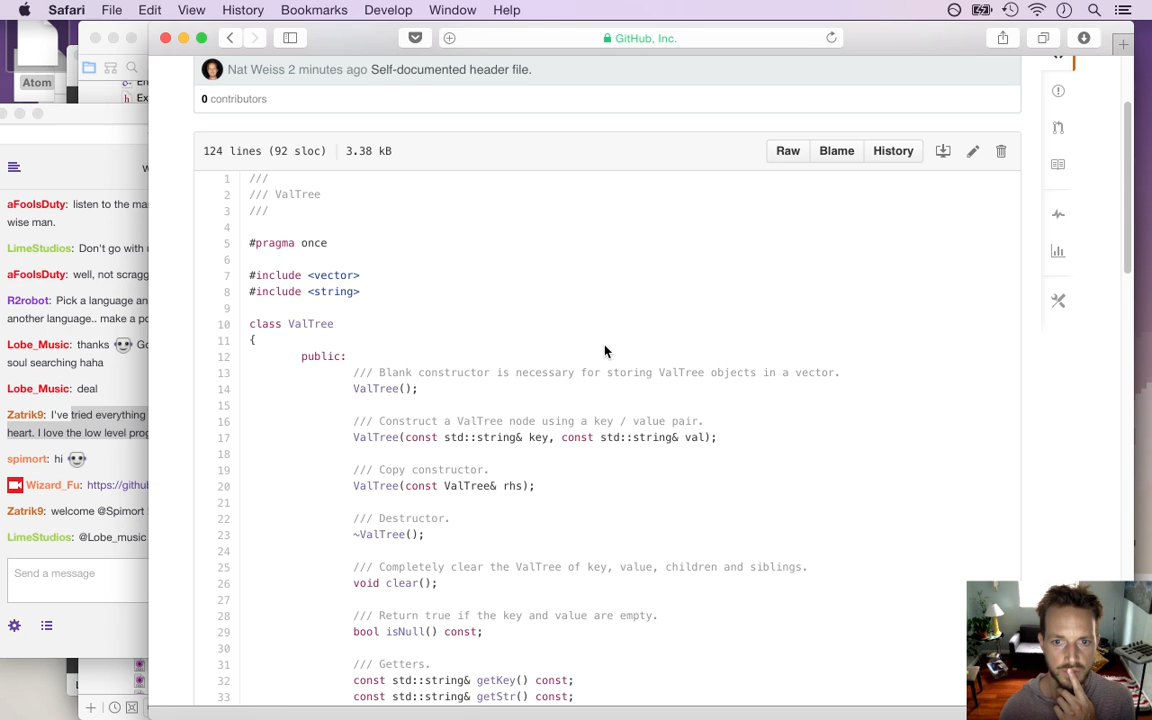 Safari File Edit View History Bookmarks Develop Window Help
GitHub, Inc.
Atom
Nat Weiss 2 minutes ago Self-documented header file.
0 contributors
124 lines (92 sloc) 3.38 kB
Raw Blame History
aFoolsDuty: listen to the ma
wise man.
LimeStudios: Don't go with
aFoolsDuty: well, not scragg
R2robot: Pick a language an
another language.. make a po
Lobe_Music: thanks Go
soul searching haha
Lobe_Music: deal
Zatrik9: I've tried everything
heart. I love the low level prog
spimort: hi
Wizard_Fu: https://githu
Zatrik9: welcome @Spimort
LimeStudios: @Lobe_music
Send a message
1 ///
2 /// ValTree
3 ///
4
5 #pragma once
6
7 #include <vector>
8 #include <string>
9
10 class ValTree
11 {
12 public:
13 /// Blank constructor is necessary for storing ValTree objects in a vector.
14 ValTree();
15
16 /// Construct a ValTree node using a key / value pair.
17 ValTree(const std::string& key, const std::string& val);
18
19 /// Copy constructor.
20 ValTree(const ValTree& rhs);
21
22 /// Destructor.
23 ~ValTree();
24
25 /// Completely clear the ValTree of key, value, children and siblings.
26 void clear();
27
28 /// Return true if the key and value are empty.
29 bool isNull() const;
30
31 /// Getters.
32 const std::string& getKey() const;
33 const std::string& getStr() const;